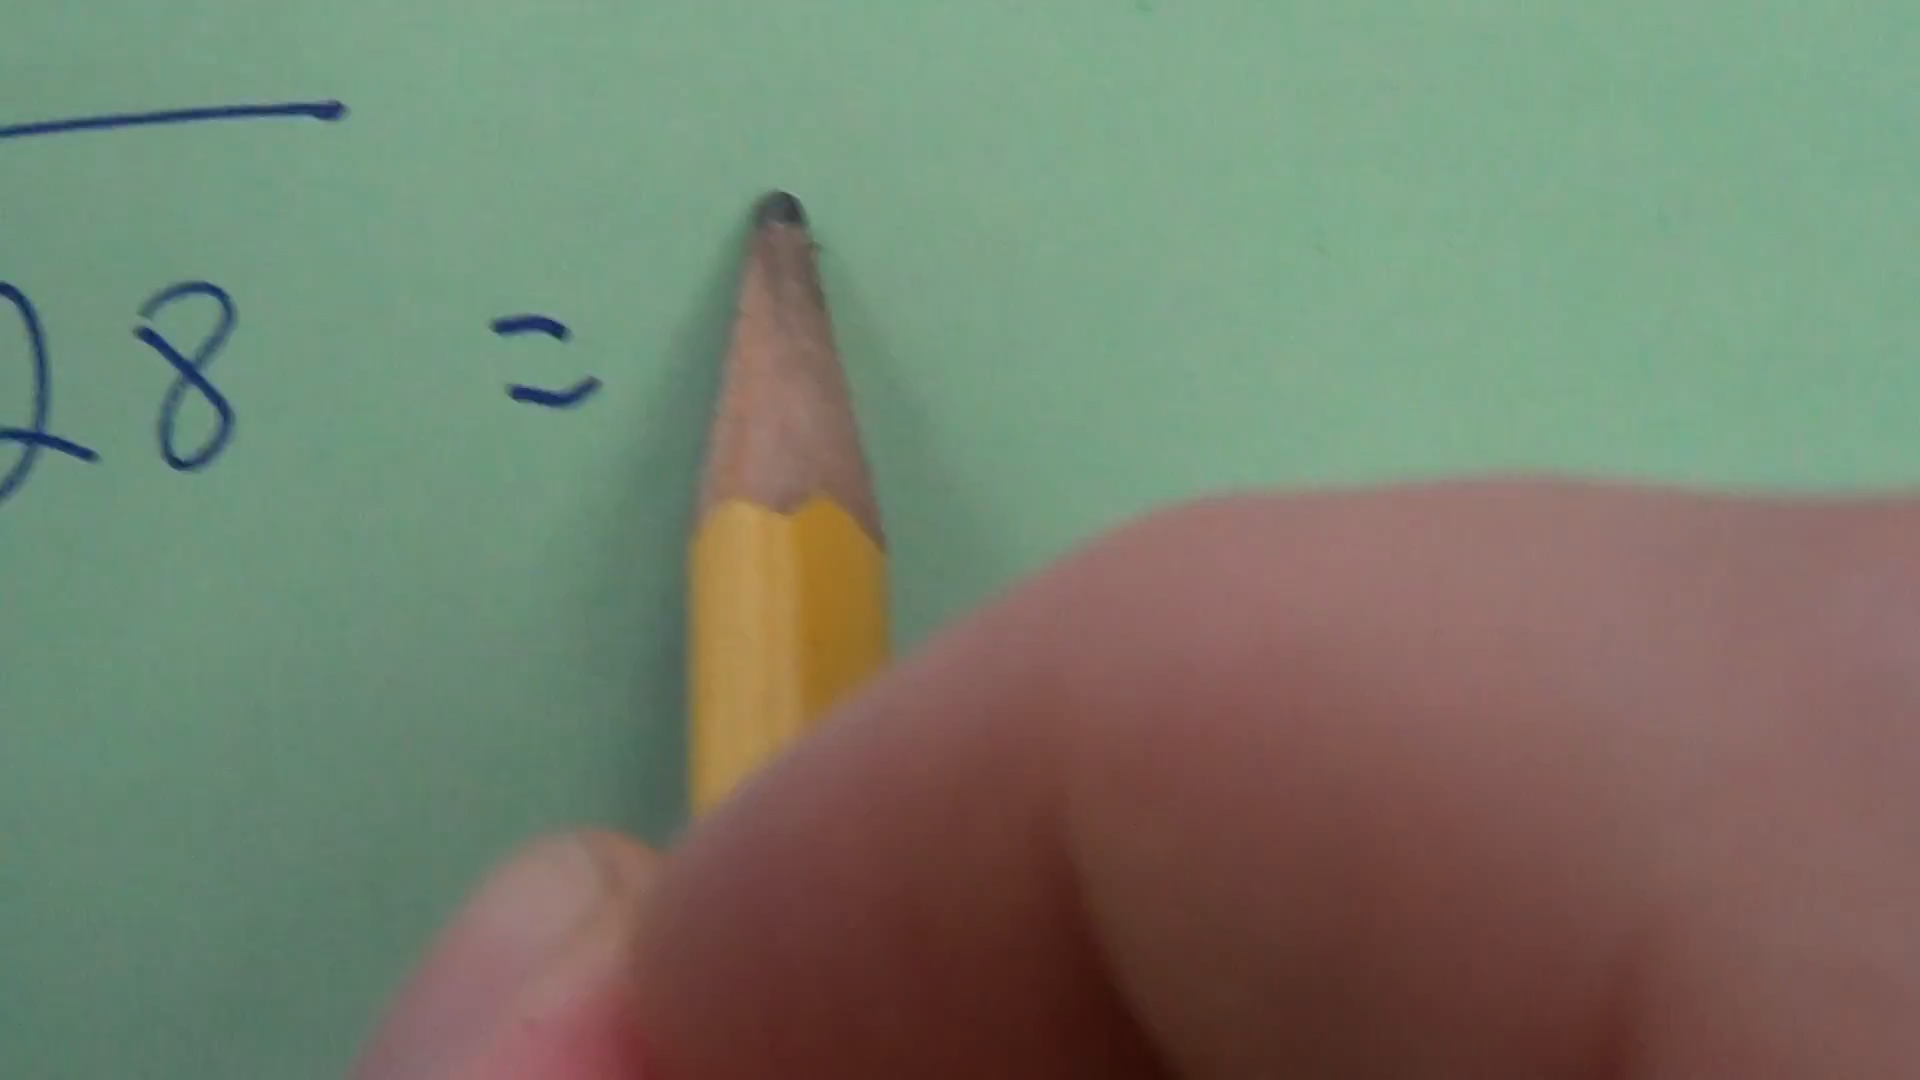 28 =